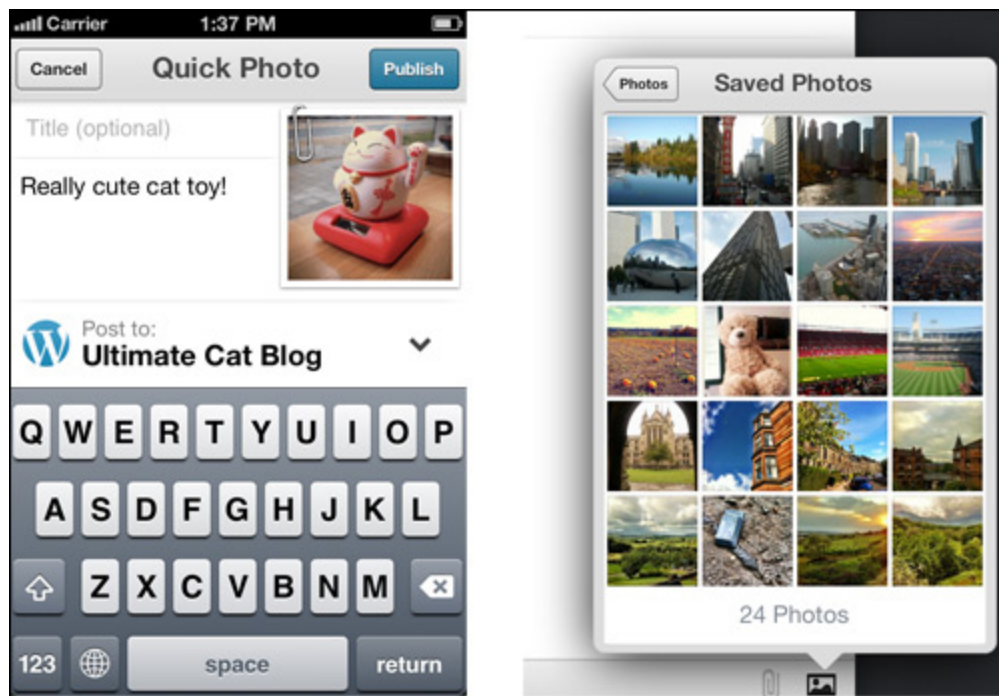 Carrier 1:37 PM
Cancel Quick Photo Publish
Title (optional)
Really cute cat toy!
Post to:
Ultimate Cat Blog
Q W E R T Y U I O P
A S D F G H J K L
Z X C V B N M
123 space return
Photos Saved Photos
24 Photos